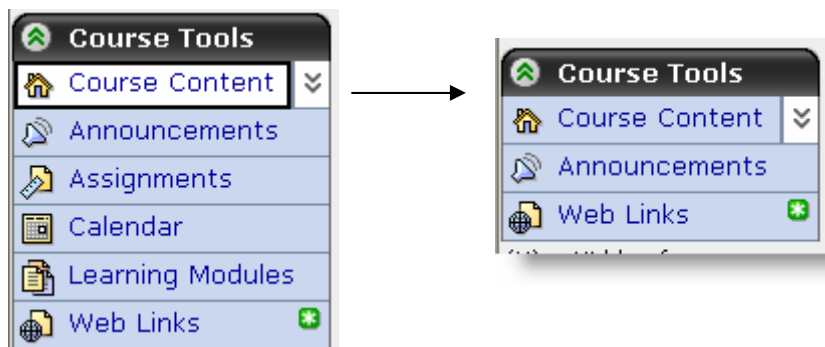 Course Tools
Course Content
Announcements
Assignments
Calendar
Learning Modules
Web Links
Course Tools
Course Content
Announcements
Web Links